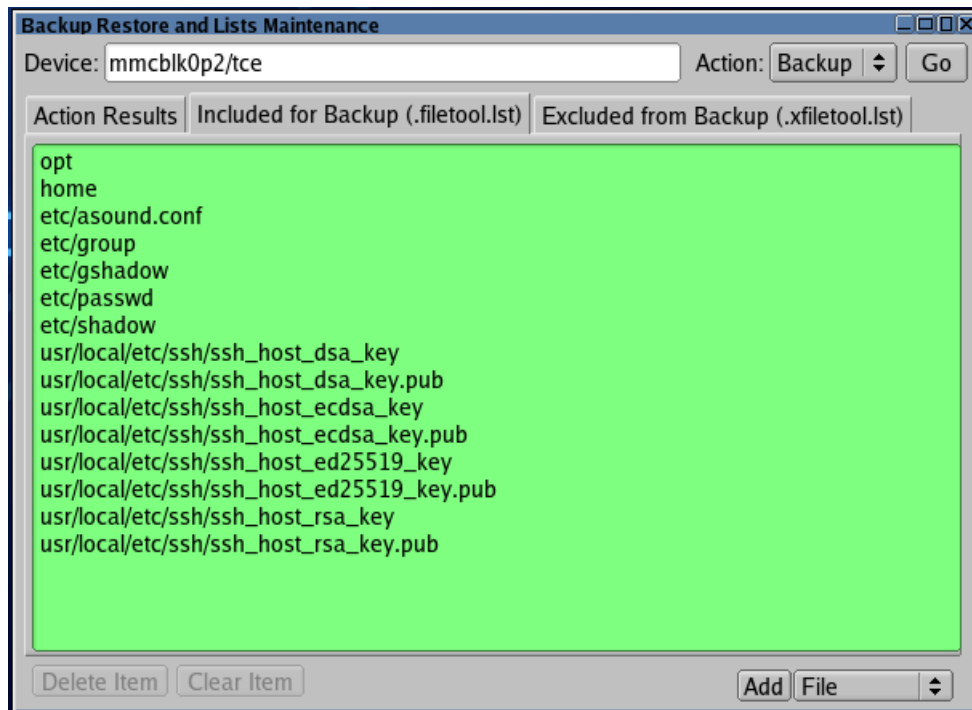 Backup Restore and Lists Maintenance
Device: mmcblk0p2/tce Action: Backup Go
Action Results Included for Backup (.filetool.lst) Excluded from Backup (.xfiletool.lst)
opt
home
etc/asound.conf
etc/group
etc/gshadow
etc/passwd
etc/shadow
usr/local/etc/ssh/ssh_host_dsa_key
usr/local/etc/ssh/ssh_host_dsa_key.pub
usr/local/etc/ssh/ssh_host_ecdsa_key
usr/local/etc/ssh/ssh_host_ecdsa_key.pub
usr/local/etc/ssh/ssh_host_ed25519_key
usr/local/etc/ssh/ssh_host_ed25519_key.pub
usr/local/etc/ssh/ssh_host_rsa_key
usr/local/etc/ssh/ssh_host_rsa_key.pub
Delete Item Clear Item Add File